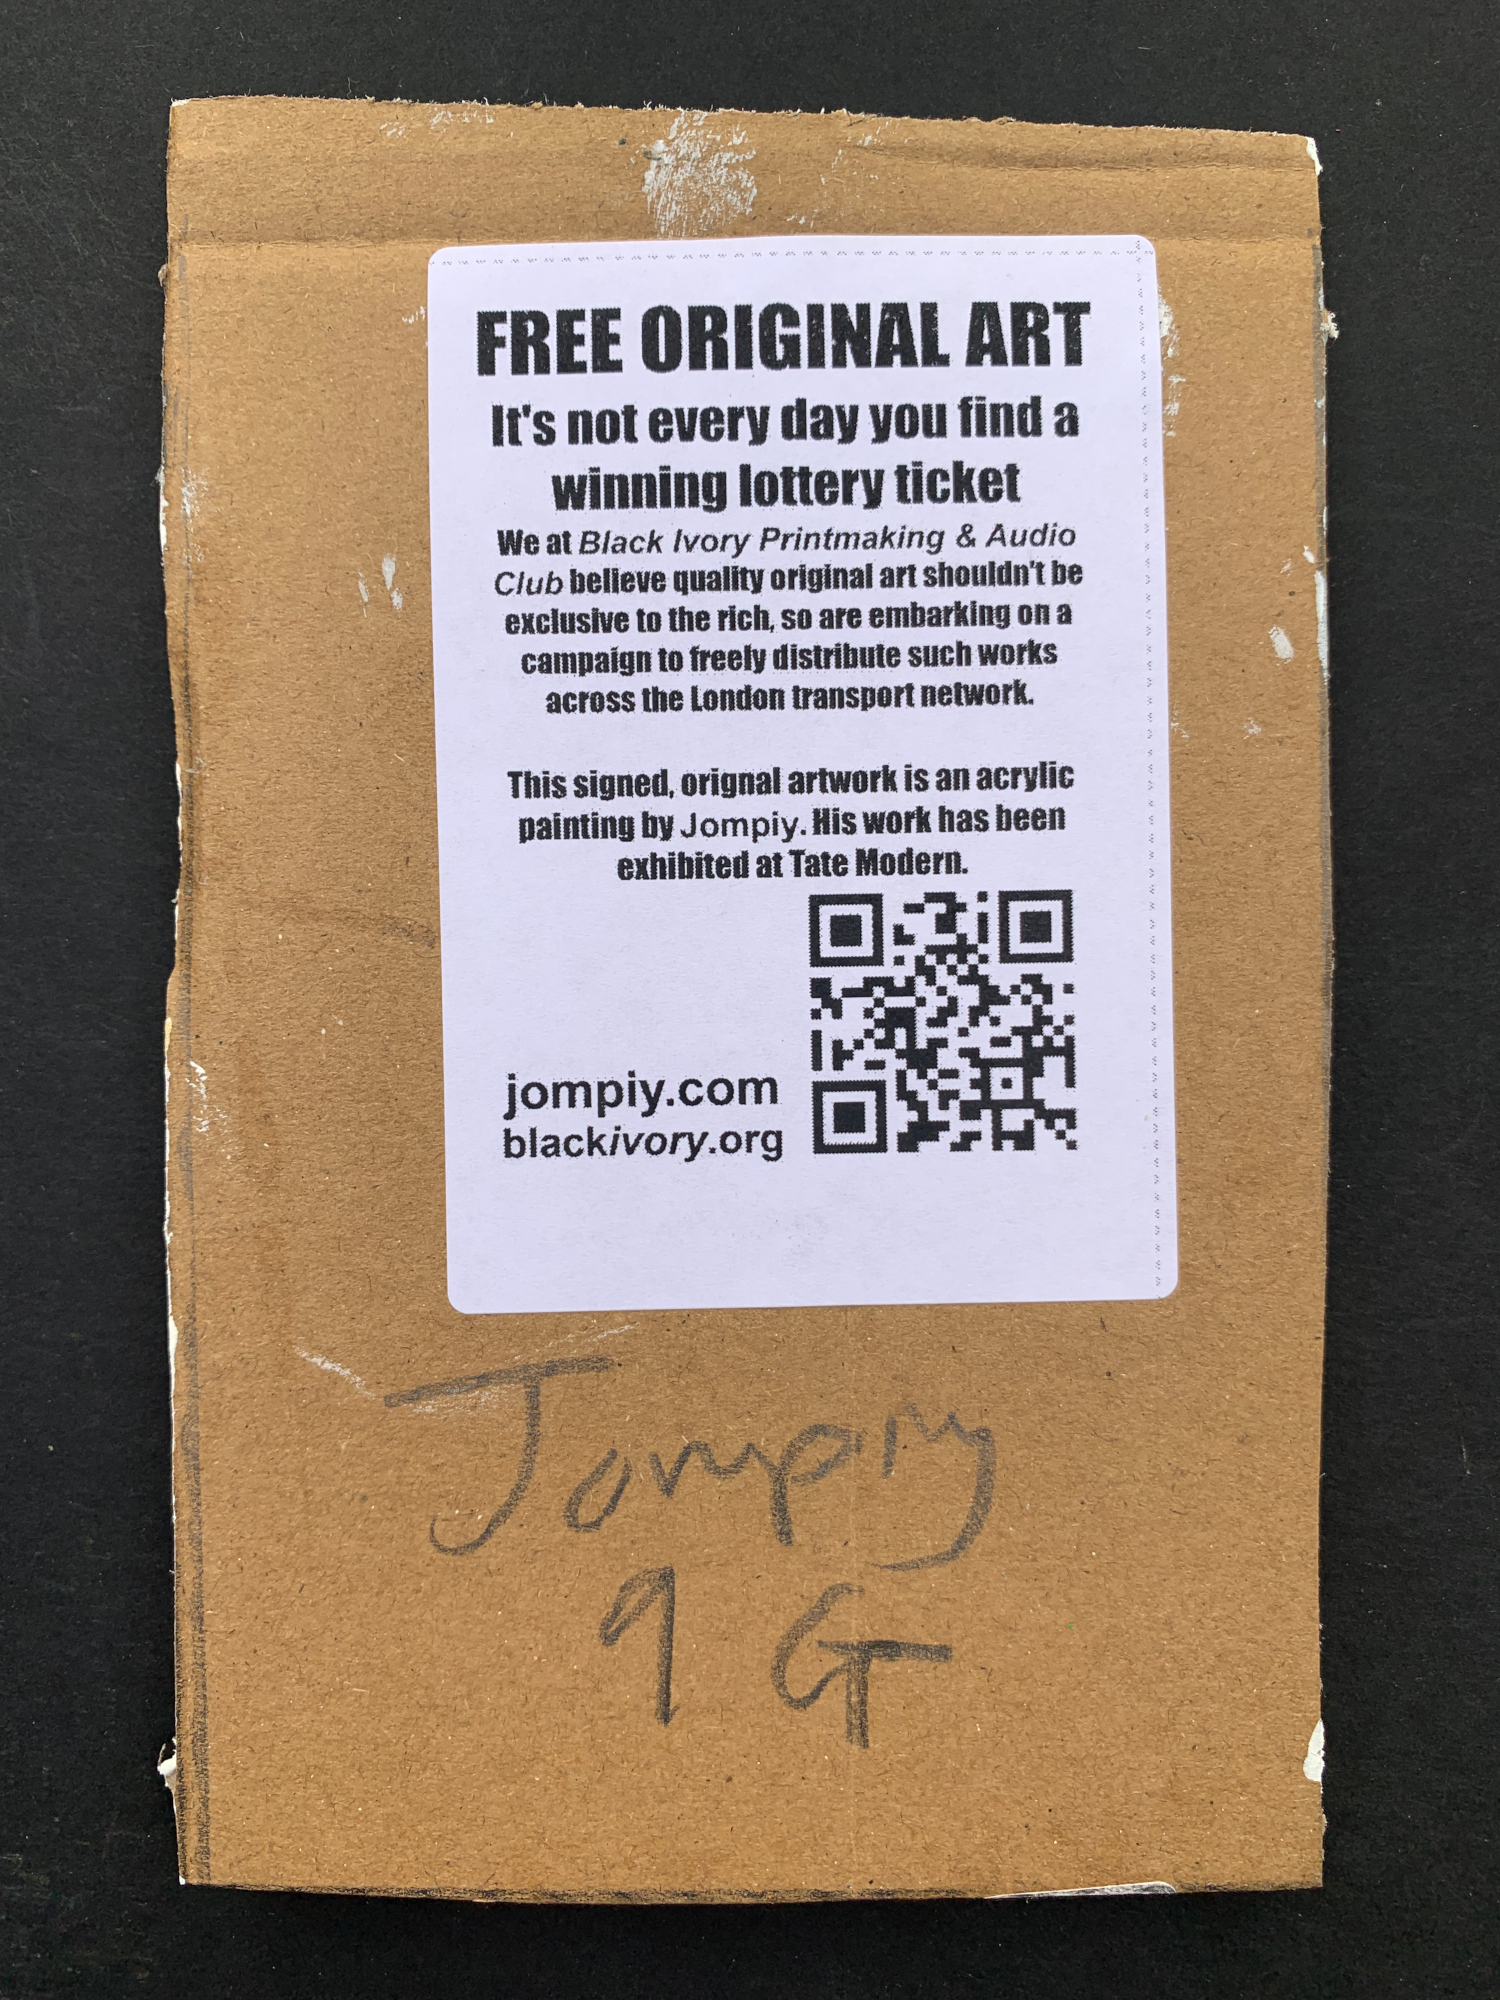 FREE ORIGINAL ART
It's not every day you find a
winning lottery ticket
We at Black Ivory Printmaking & Audio
Club believe quality original art shouldn't be
exclusive to the rich, so are embarking on a
campaign to freely distribute such works
across the London transport network.
This signed, orignal artwork is an acrylic
painting by Jompiy. His work has been
exhibited at Tate Modern.
jompiy.com
blackivory.org
Jompiy
9 G